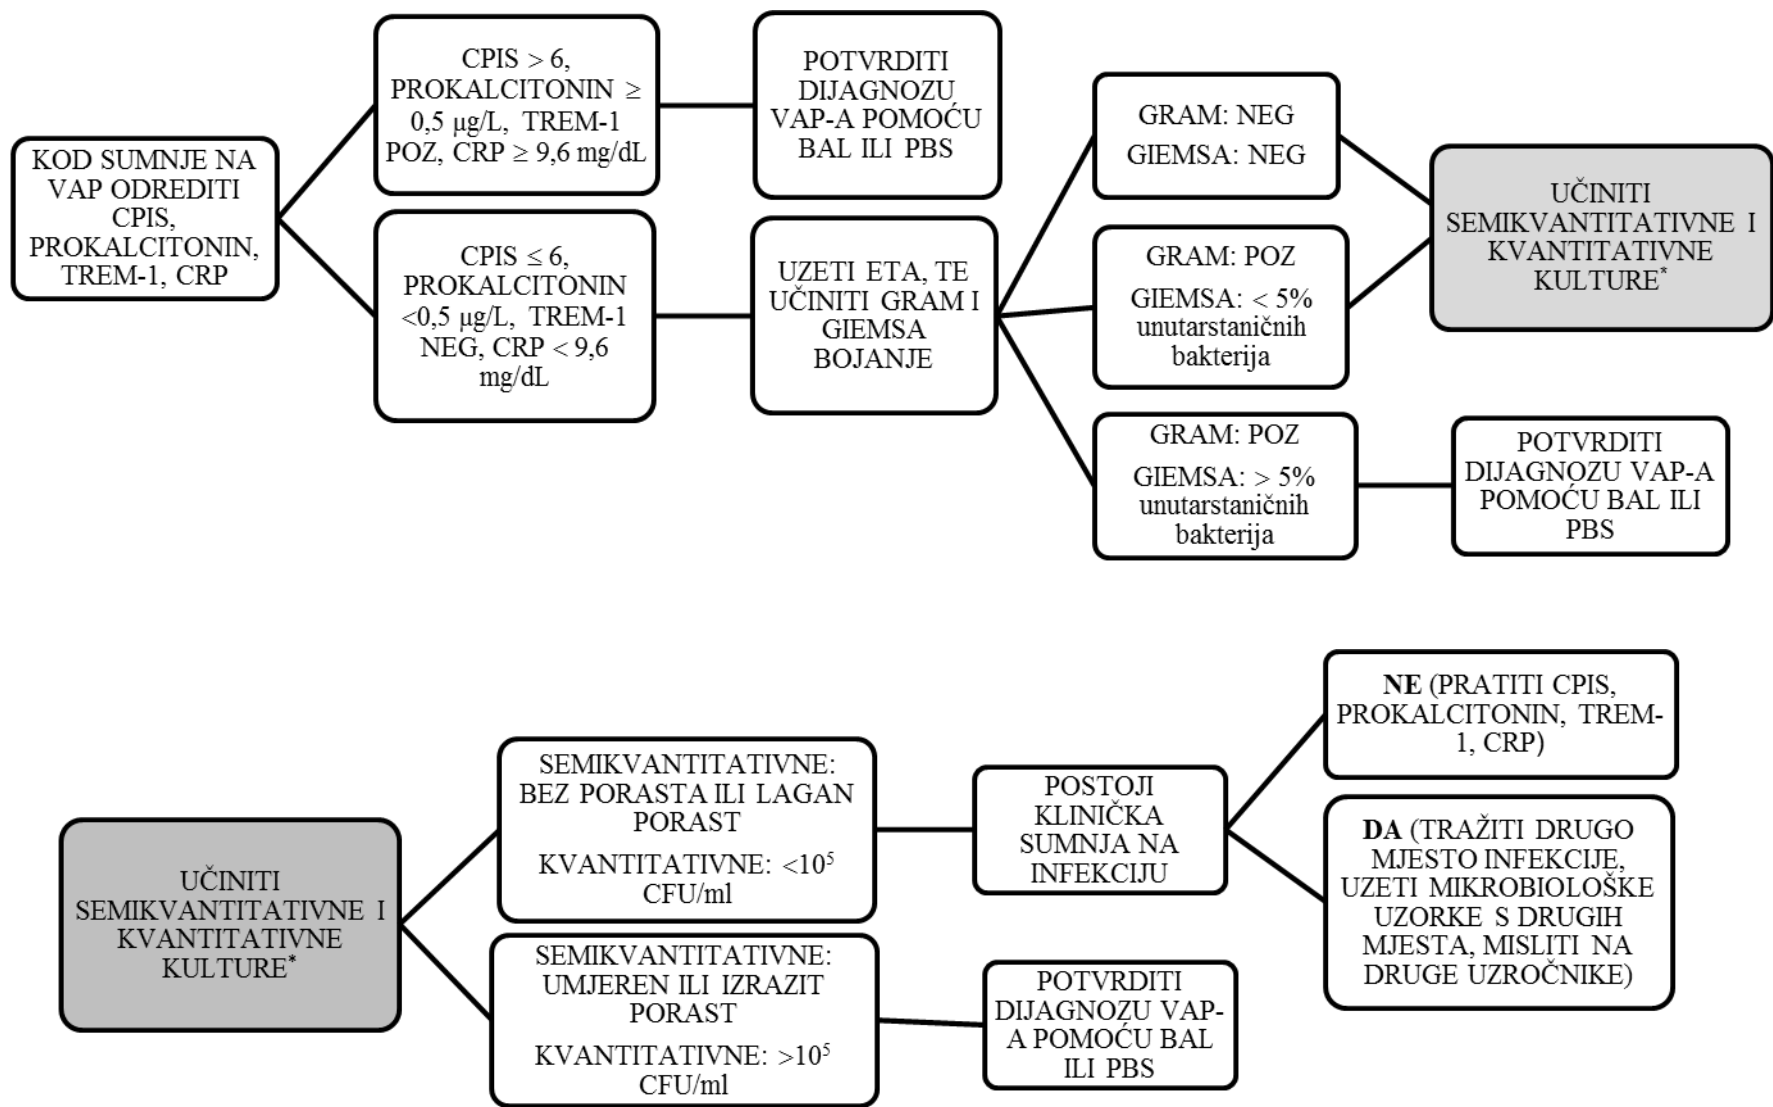 KOD SUMNJE NA
VAP ODREDITI
CPIS,
PROKALCITONIN,
TREM-1, CRP
CPIS > 6,
PROKALCITONIN ≥
0,5 μg/L, TREM-1
POZ, CRP ≥ 9,6 mg/dL
POTVRDITI
DIJAGNOZU
VAP-A POMOĆU
BAL ILI PBS
CPIS ≤ 6,
PROKALCITONIN
<0,5 μg/L, TREM-1
NEG, CRP < 9,6
mg/dL
UZETI ETA, TE
UČINITI GRAM I
GIEMSA
BOJANJE
GRAM: NEG
GIEMSA: NEG
GRAM: POZ
GIEMSA: < 5%
unutarstaničnih
bakterija
GRAM: POZ
GIEMSA: > 5%
unutarstaničnih
bakterija
UČINITI
SEMIKVANTITATIVNE I
KVANTITATIVNE
KULTURE*
POTVRDITI
DIJAGNOZU VAP-A
POMOĆU BAL ILI
PBS
UČINITI
SEMIKVANTITATIVNE I
KVANTITATIVNE
KULTURE*
SEMIKVANTITATIVNE:
BEZ PORASTA ILI LAGAN
PORAST
KVANTITATIVNE: <10⁵
CFU/ml
POSTOJI
KLINIČKA
SUMNJA NA
INFEKCIJU
NE (PRATITI CPIS,
PROKALCITONIN, TREM-
1, CRP)
DA (TRAŽITI DRUGO
MJESTO INFEKCIJE,
UZETI MIKROBIOLOŠKE
UZORKE S DRUGIH
MJESTA, MISLITI NA
DRUGE UZROČNIKE)
SEMIKVANTITATIVNE:
UMJEREN ILI IZRAZIT
PORAST
KVANTITATIVNE: >10⁵
CFU/ml
POTVRDITI
DIJAGNOZU VAP-
A POMOĆU BAL
ILI PBS